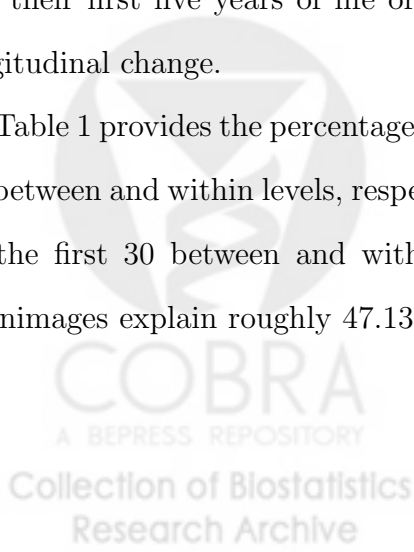 their first five years of life or
gitudinal change.
Table 1 provides the percentage
between and within levels, respe
the first 30 between and with
nimages explain roughly 47.13
COBRA
A BEPRESS REPOSITORY
Collection of Biostatistics
Research Archive